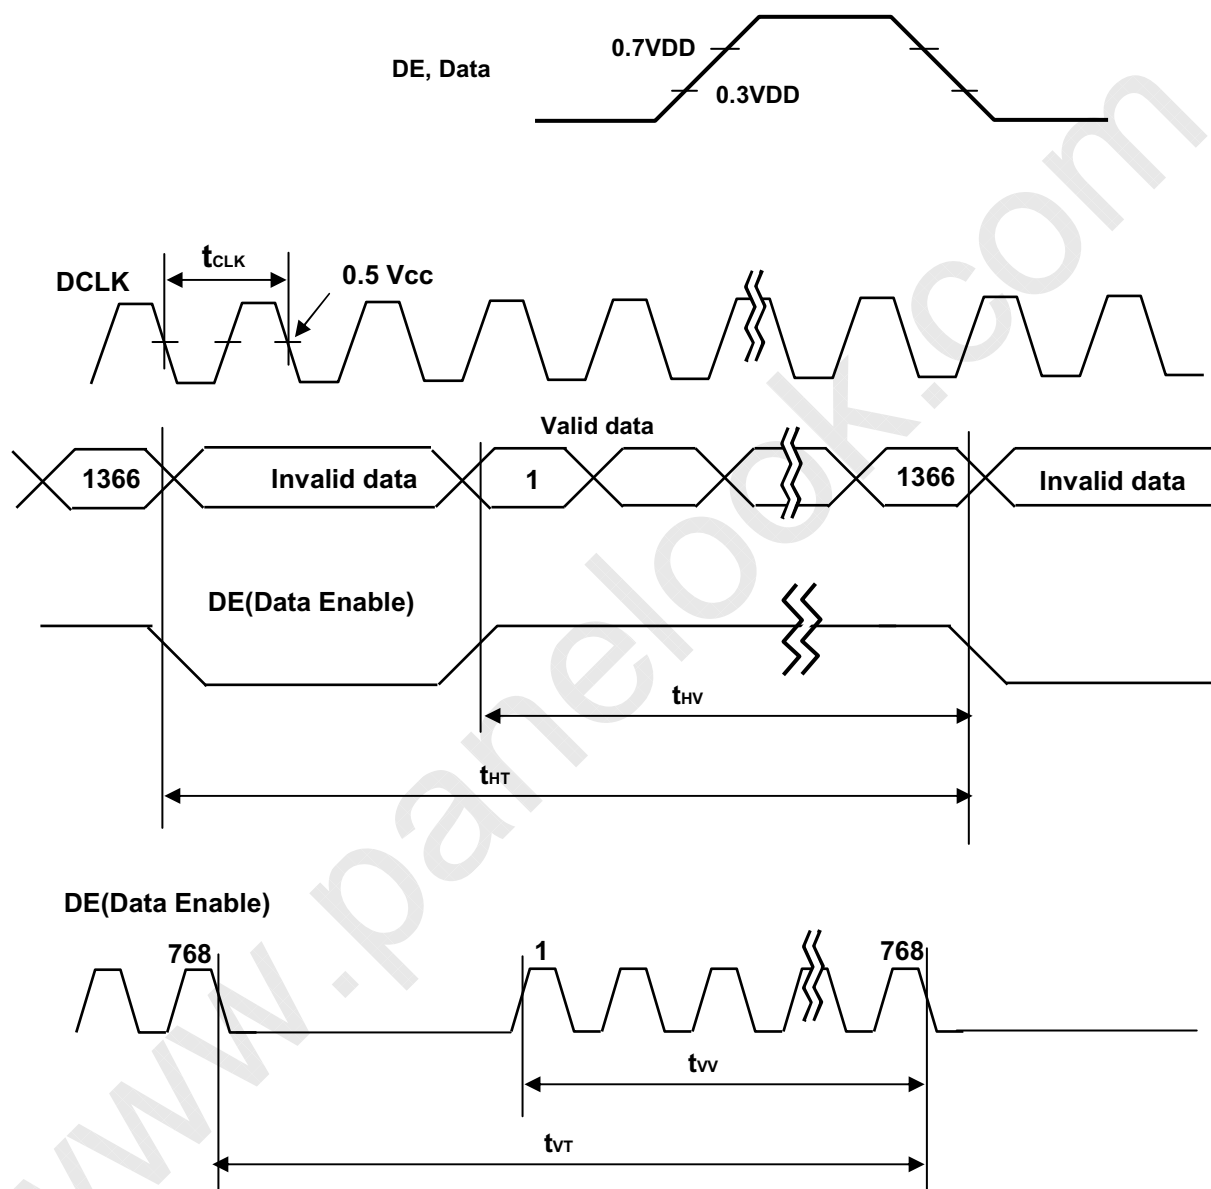 0.7VDD
DE, Data
0.3VDD
tCLK
DCLK
0.5 Vcc
Valid data
1366 Invalid data 1 1366 Invalid data
DE(Data Enable)
tHV
tHT
DE(Data Enable)
768 1 768
tVV
tVT
www.panelook.com